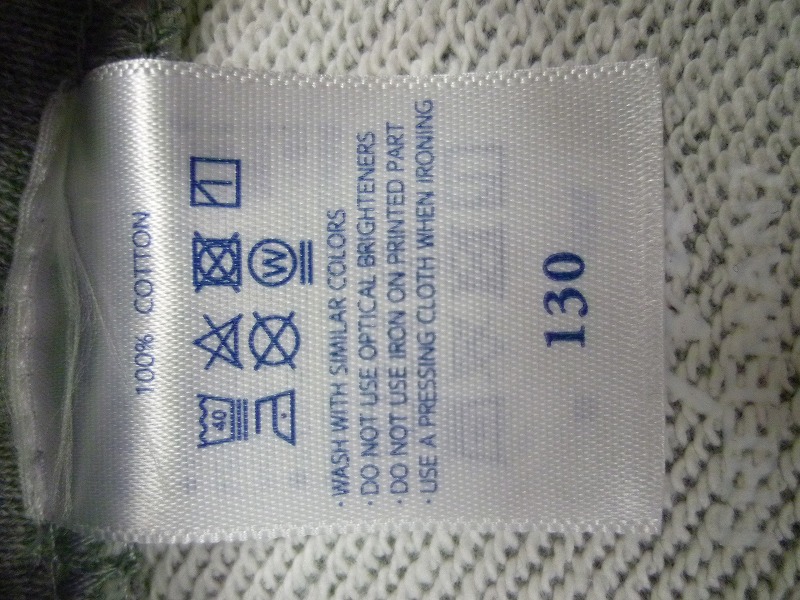 100% COTTON
40
W
· WASH WITH SIMILAR COLORS
· DO NOT USE OPTICAL BRIGHTENERS
· DO NOT USE IRON ON PRINTED PART
· USE A PRESSING CLOTH WHEN IRONING
130